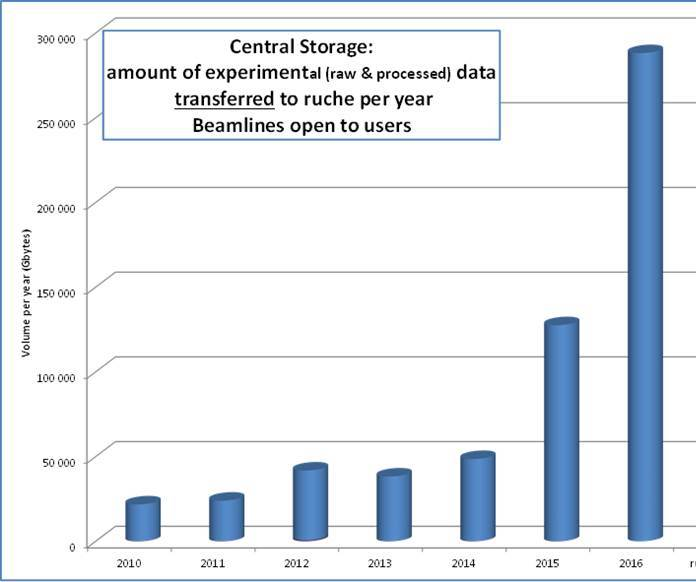 Central Storage:
amount of experimental (raw & processed) data
transferred to ruche per year
Beamlines open to users
Volume per year (Gbytes)
300 000
250 000
200 000
150 000
100 000
50 000
0
2010 2011 2012 2013 2014 2015 2016